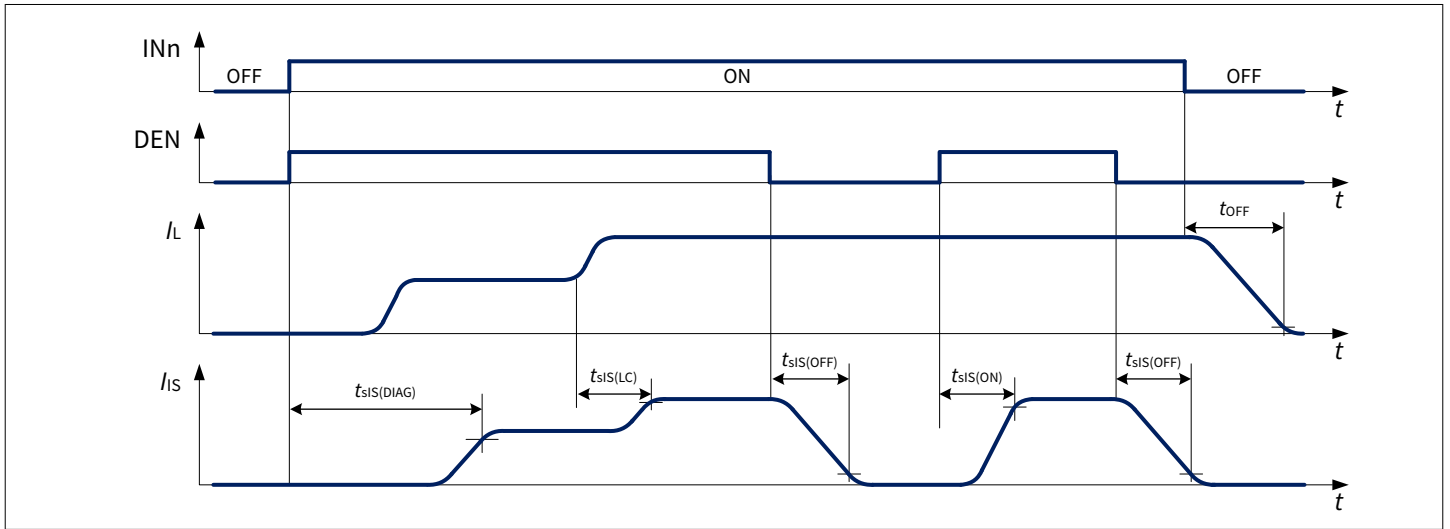 INn
OFF ON OFF
t
DEN
t
IL
tOFF
t
IIS
tsIS(DIAG) tsIS(LC) tsIS(OFF) tsIS(ON) tsIS(OFF)
t